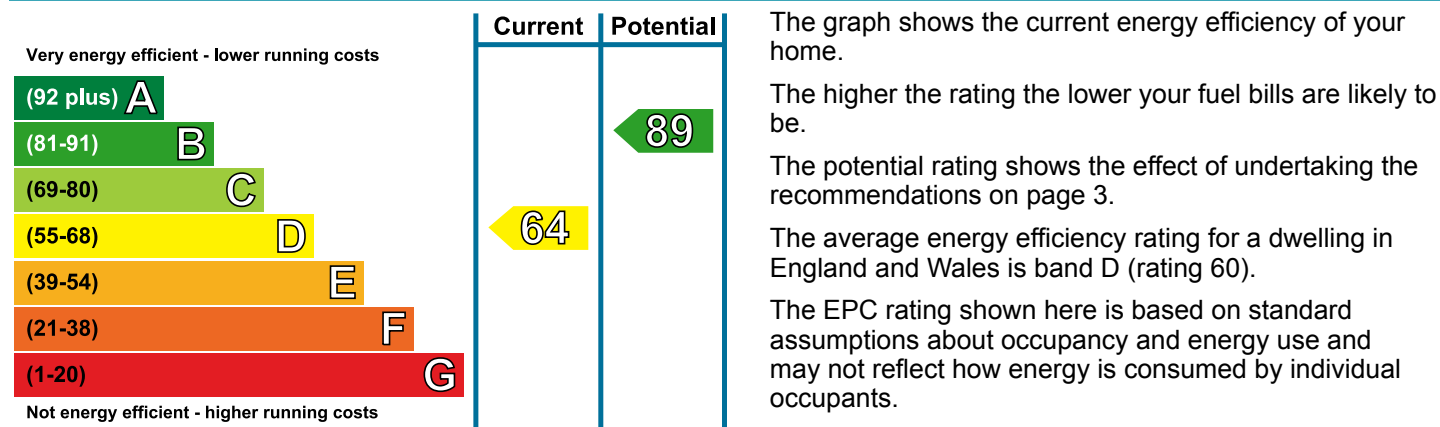 Current Potential
Very energy efficient - lower running costs
(92 plus) A
(81-91) B
89
(69-80) C
(55-68) D
64
(39-54) E
(21-38) F
(1-20) G
Not energy efficient - higher running costs
The graph shows the current energy efficiency of your
home.
The higher the rating the lower your fuel bills are likely to
be.
The potential rating shows the effect of undertaking the
recommendations on page 3.
The average energy efficiency rating for a dwelling in
England and Wales is band D (rating 60).
The EPC rating shown here is based on standard
assumptions about occupancy and energy use and
may not reflect how energy is consumed by individual
occupants.